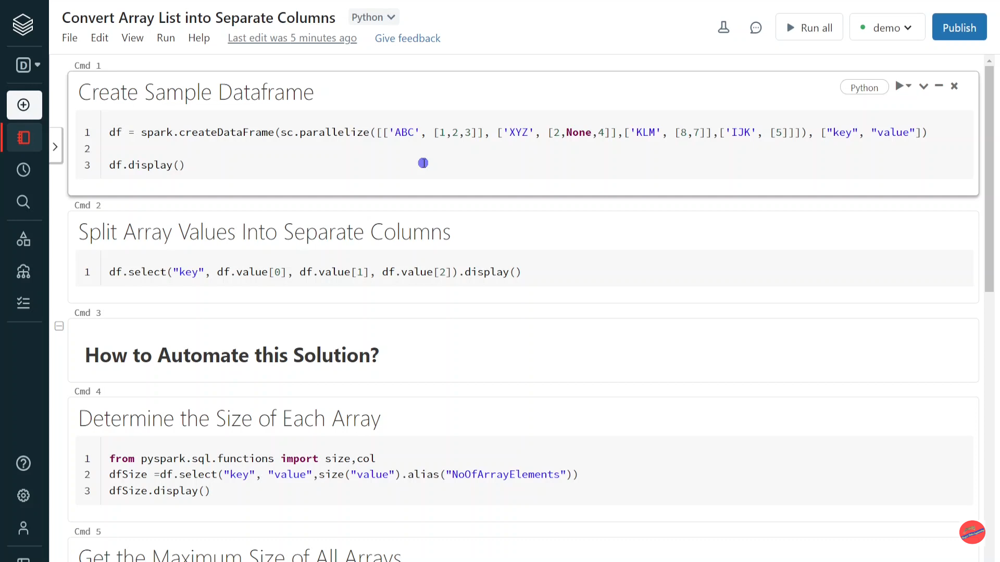 Convert Array List into Separate Columns Python
File Edit View Run Help Last edit was 5 minutes ago Give feedback
Run all demo Publish
D
Cmd 1
Create Sample Dataframe
Python
1 df = spark.createDataFrame(sc.parallelize([['ABC', [1,2,3]], ['XYZ', [2,None,4]],['KLM', [8,7]],['IJK', [5]]]), ["key", "value"])
2
3 df.display()
Cmd 2
Split Array Values Into Separate Columns
1 df.select("key", df.value[0], df.value[1], df.value[2]).display()
Cmd 3
How to Automate this Solution?
Cmd 4
Determine the Size of Each Array
1 from pyspark.sql.functions import size,col
2 dfSize =df.select("key", "value",size("value").alias("NoOfArrayElements"))
3 dfSize.display()
Cmd 5
Get the Maximum Size of All Arrays